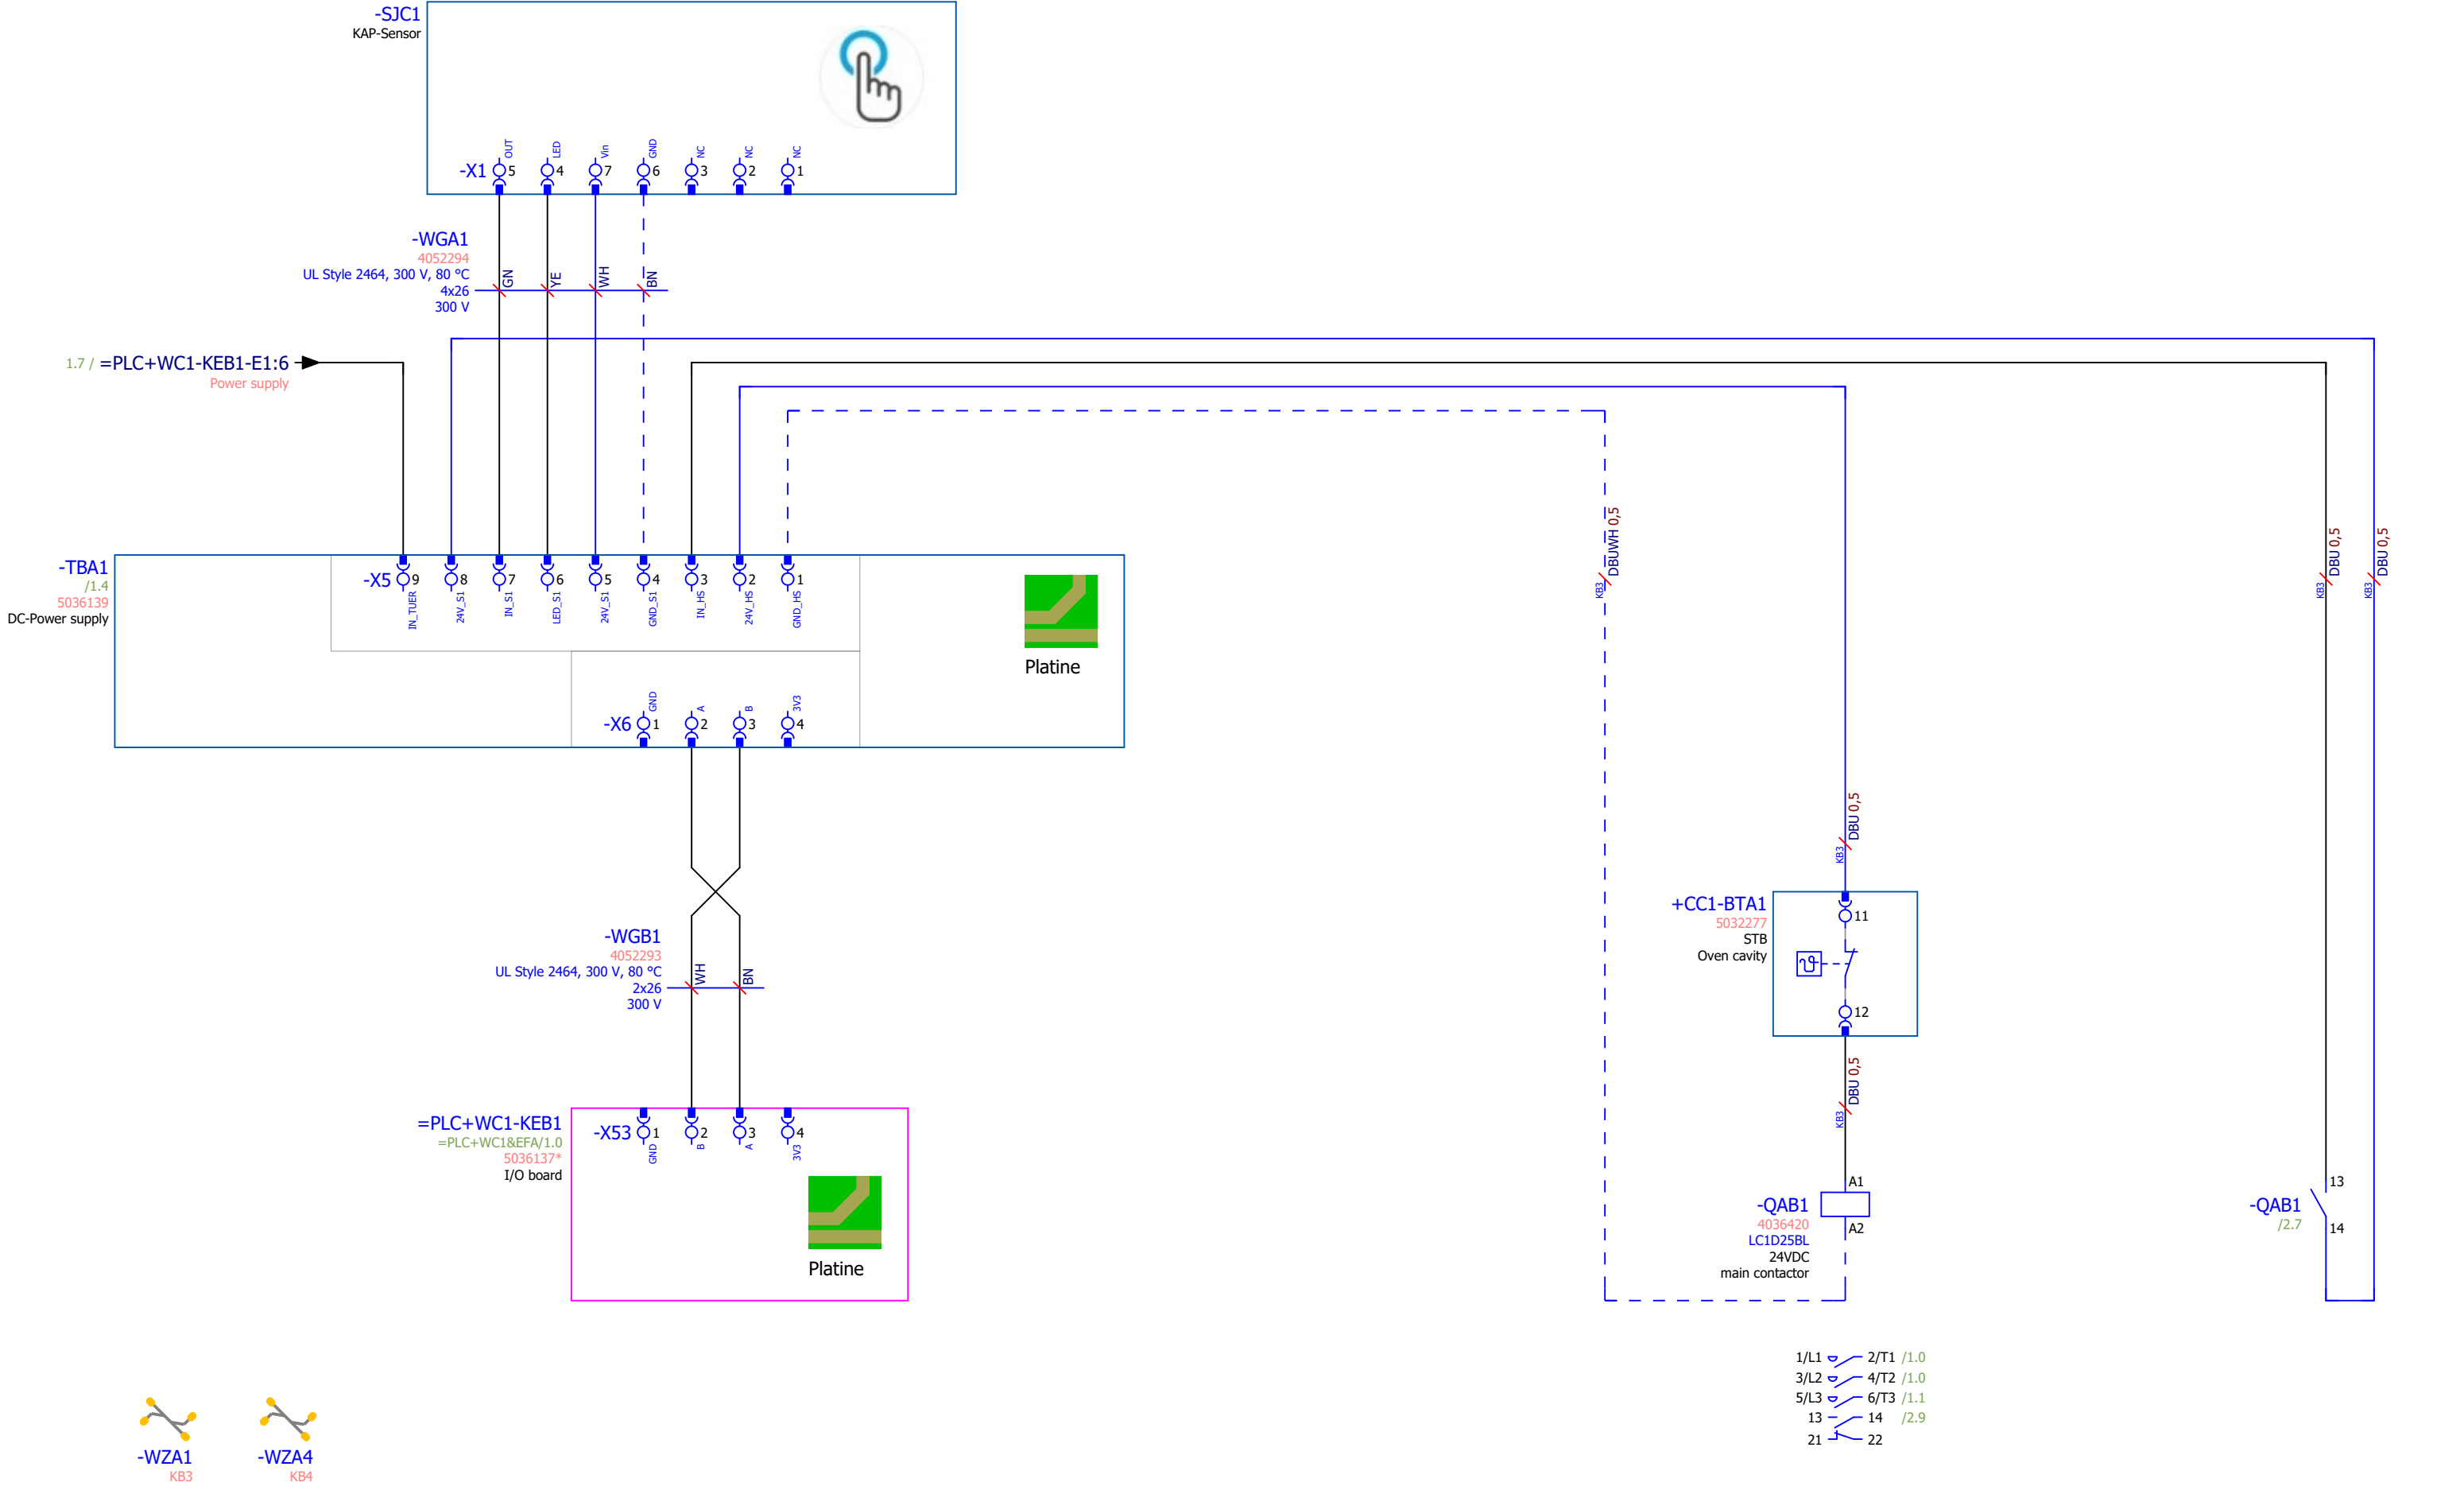 -SJC1
KAP-Sensor
OUT
LED
Vin
GND
NC
NC
NC
-X1 5 4 7 6 3 2 1
-WGA1
4052294
UL Style 2464, 300 V, 80 °C
4x26
300 V
GN
YE
WH
BN
1.7 / =PLC+WC1-KEB1-E1:6
Power supply
DBUWH 0,5
KB3
DBU 0,5
KB3
DBU 0,5
KB3
-TBA1
/1.4
5036139
DC-Power supply
-X5 9 8 7 6 5 4 3 2 1
IN_TUER
24V_S1
IN_S1
LED_S1
24V_S1
GND_S1
IN_HS
24V_HS
GND_HS
Platine
GND
A
B
3V3
-X6 1 2 3 4
DBU 0,5
KB3
+CC1-BTA1
5032277
STB
Oven cavity
11
12
-WGB1
4052293
UL Style 2464, 300 V, 80 °C
2x26
300 V
WH
BN
DBU 0,5
KB3
=PLC+WC1-KEB1
=PLC+WC1&EFA/1.0
5036137*
I/O board
-X53 1 2 3 4
GND
B
A
3V3
Platine
A1
-QAB1
4036420
A2
LC1D25BL
24VDC
main contactor
13
-QAB1
/2.7
14
1/L1 2/T1 /1.0
3/L2 4/T2 /1.0
5/L3 6/T3 /1.1
13 14 /2.9
21 22
-WZA1
KB3
-WZA4
KB4